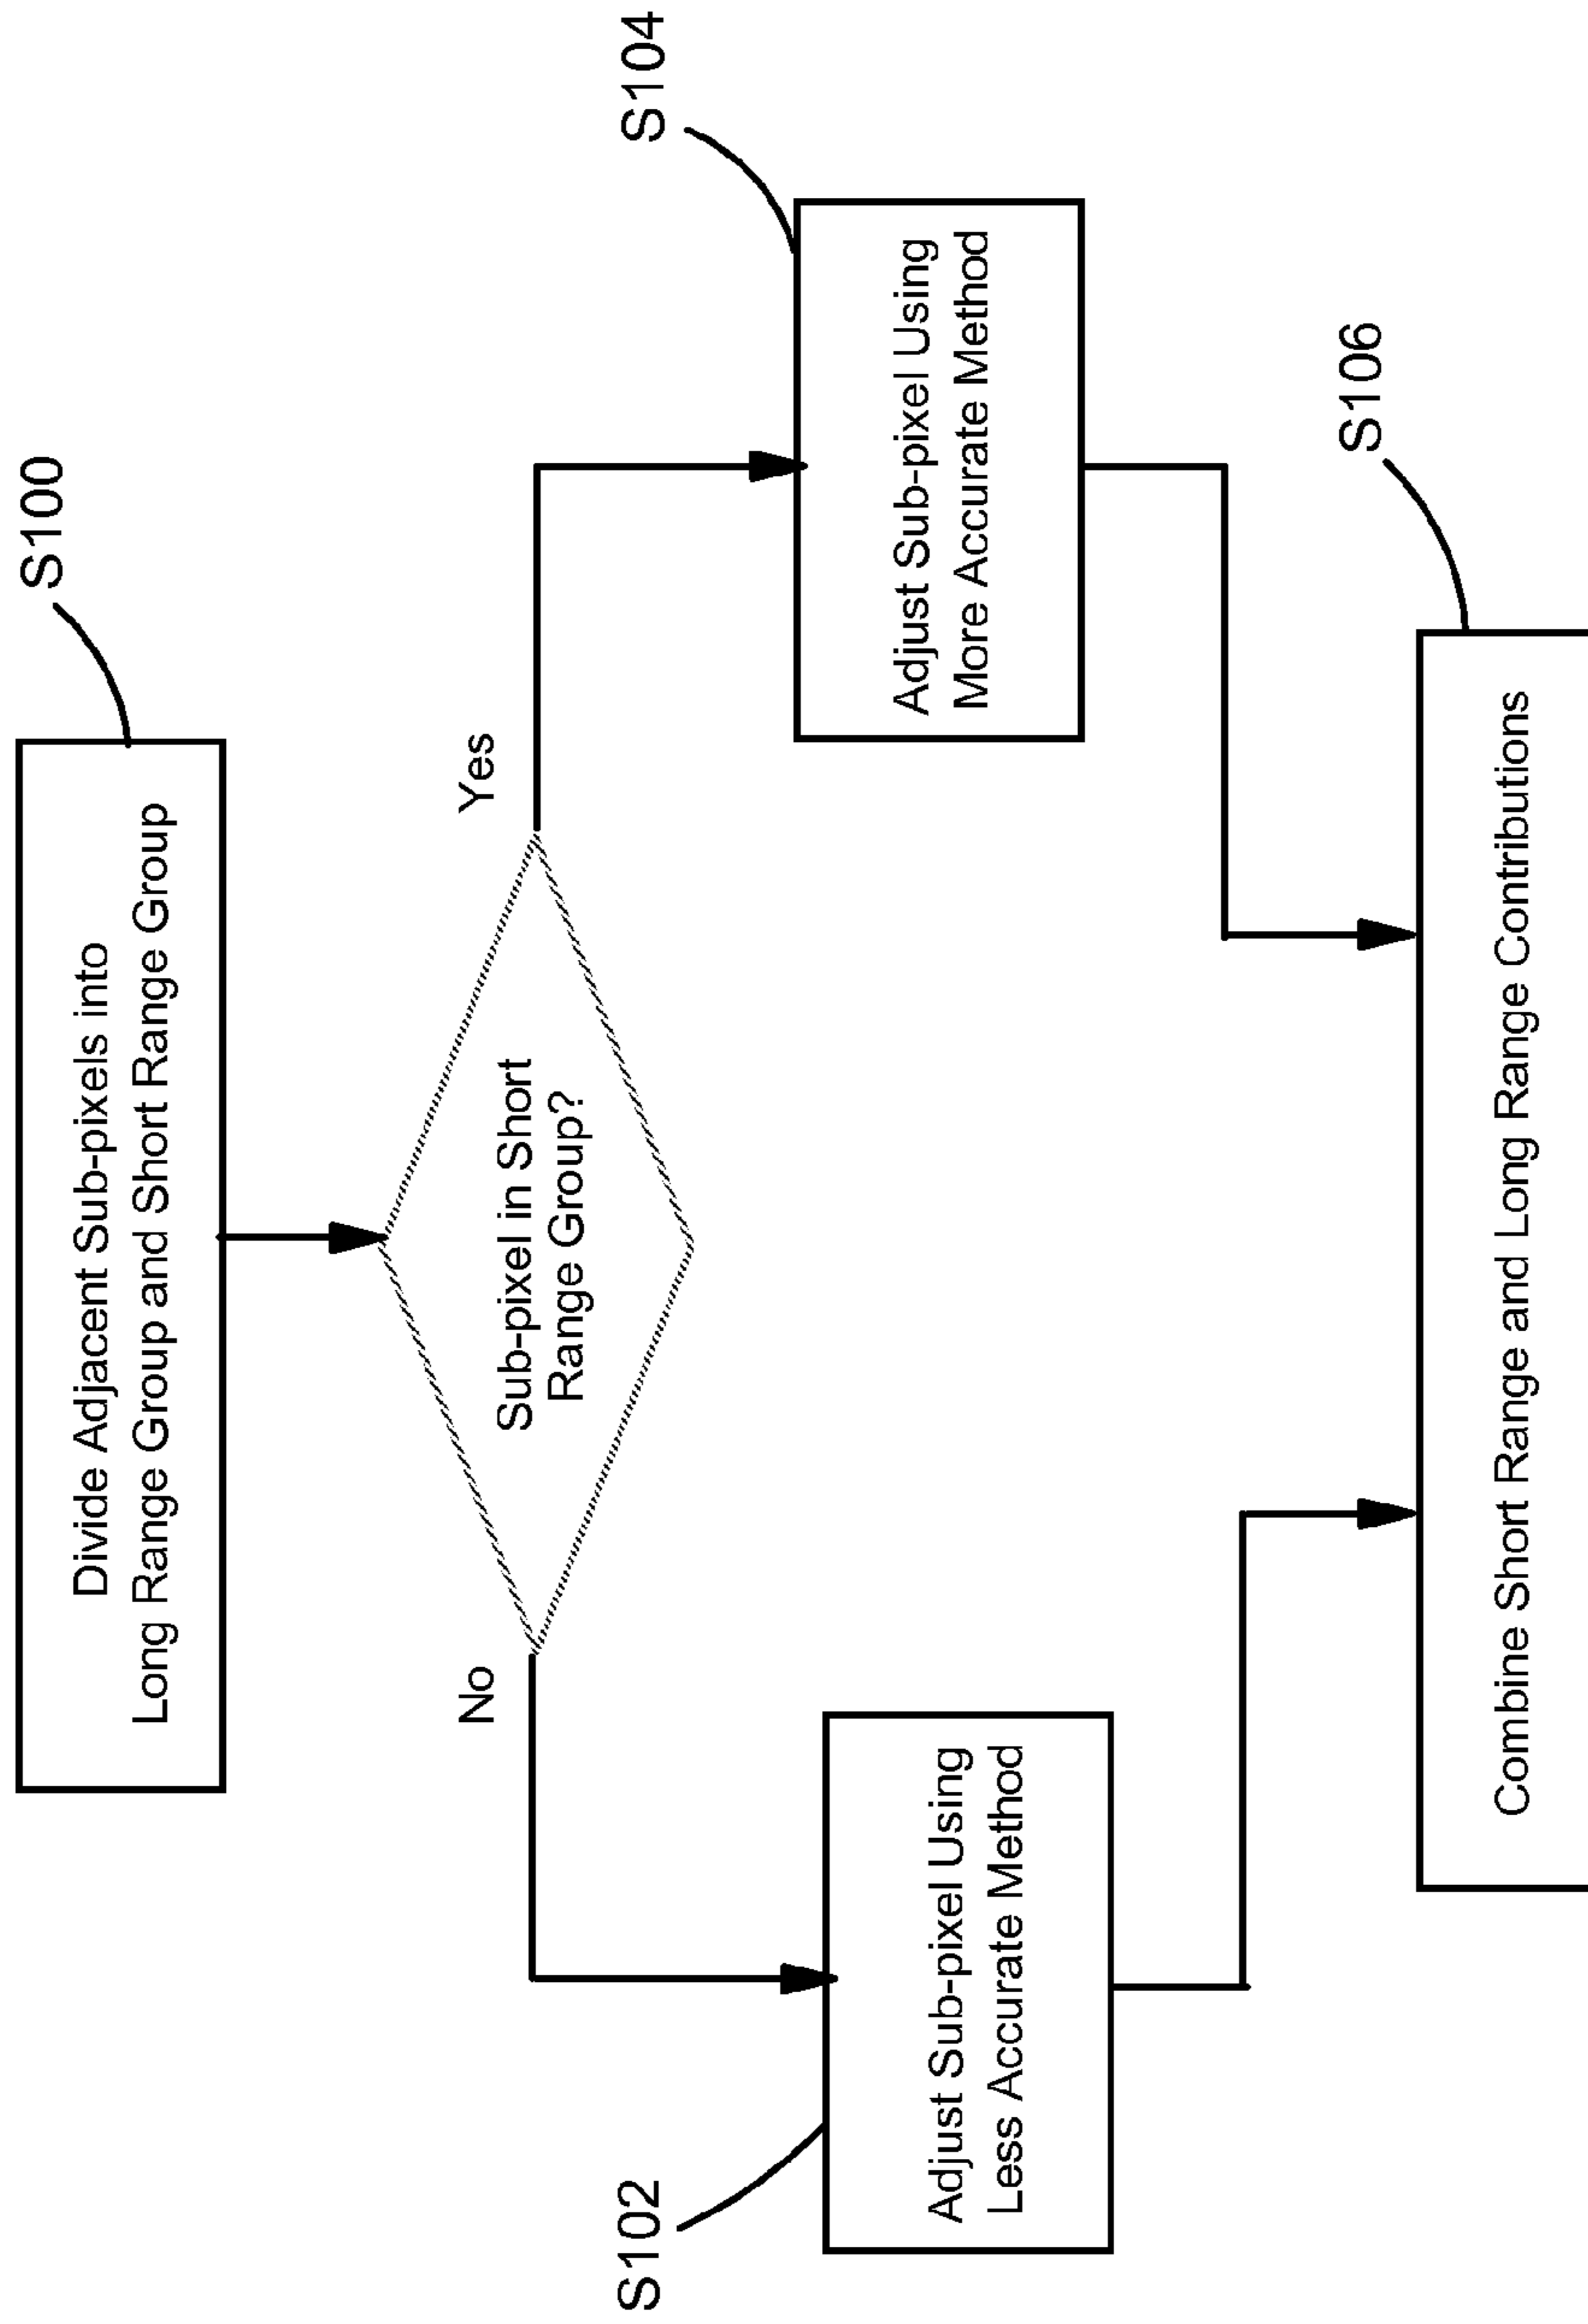 S100
Divide Adjacent Sub-pixels into
Long Range Group and Short Range Group
No
Yes
Sub-pixel in Short
Range Group?
S102
S104
Adjust Sub-pixel Using
Less Accurate Method
Adjust Sub-pixel Using
More Accurate Method
S106
Combine Short Range and Long Range Contributions